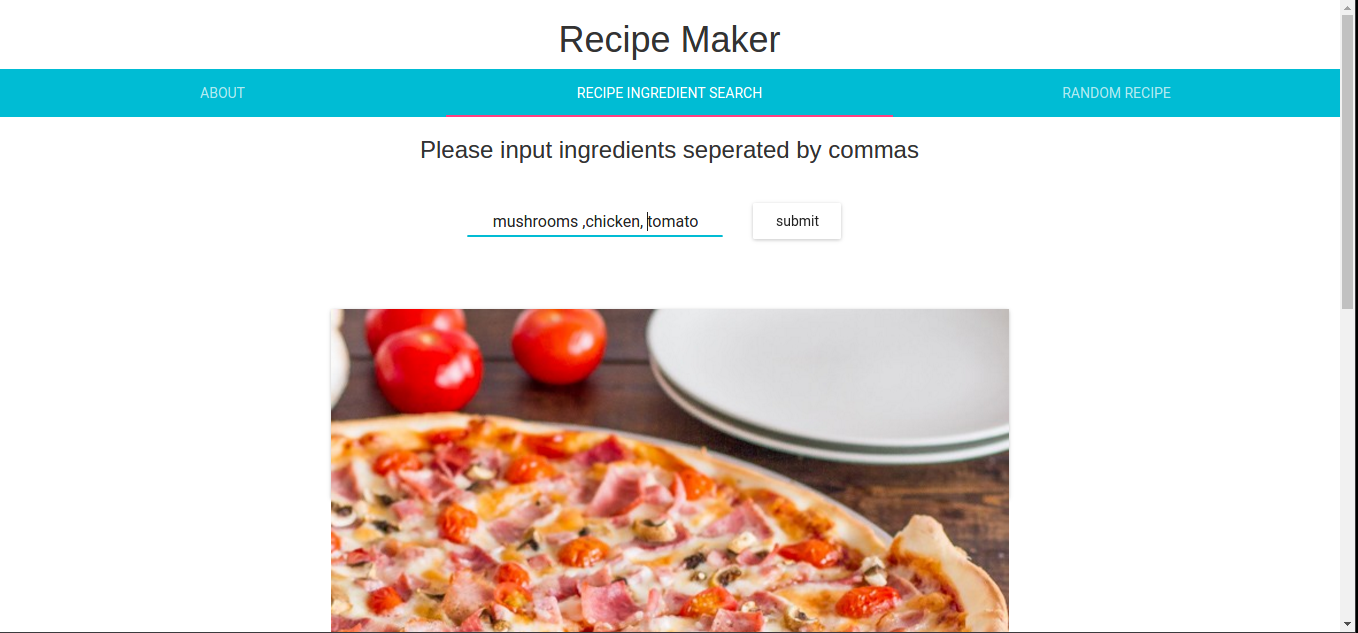 Recipe Maker
ABOUT RECIPE INGREDIENT SEARCH RANDOM RECIPE
Please input ingredients seperated by commas
mushrooms ,chicken, tomato submit